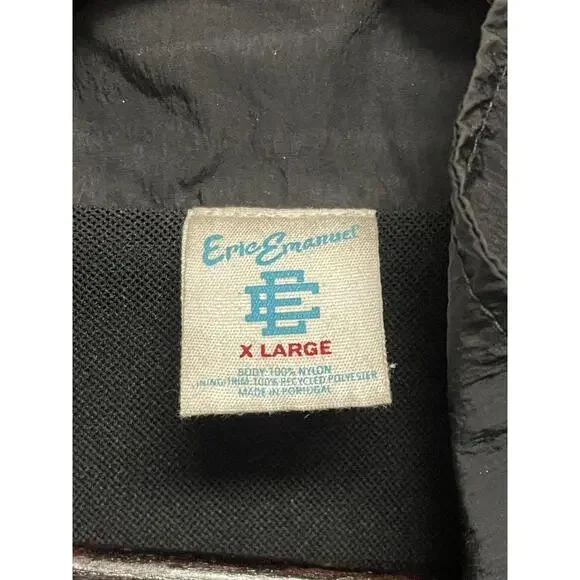 Eric Emanuel
EE
X LARGE
BODY: 100% NYLON
LINING/TRIM: 100% RECYCLED POLYESTER
MADE IN PORTUGAL